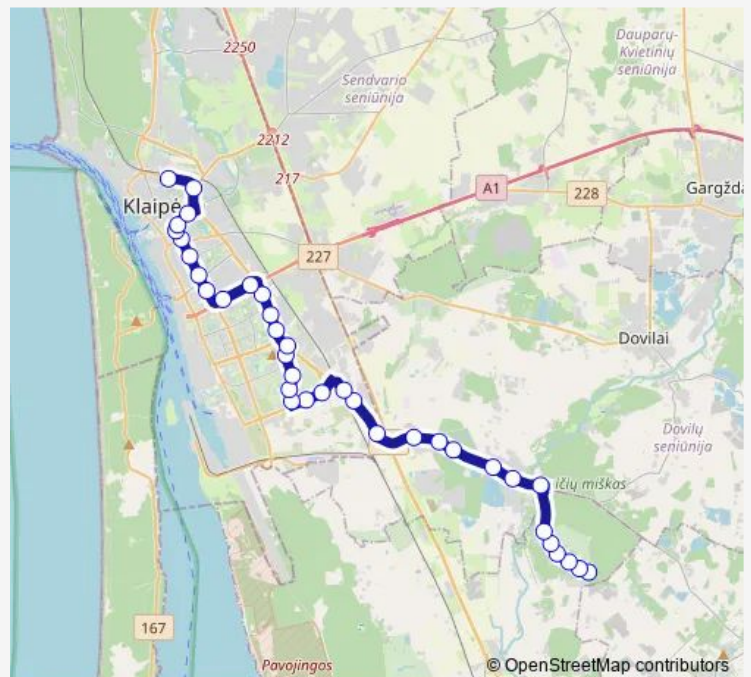 2250
Dauparų-
Kvietinių
seniūnija
Sendvario
seniūnija
2212
217
A1
228
Gargžda
Klaipė
227
Dovilai
Dovilų
seniūnija
ičių miškas
167
Pavojingos
© OpenStreetMap contributors